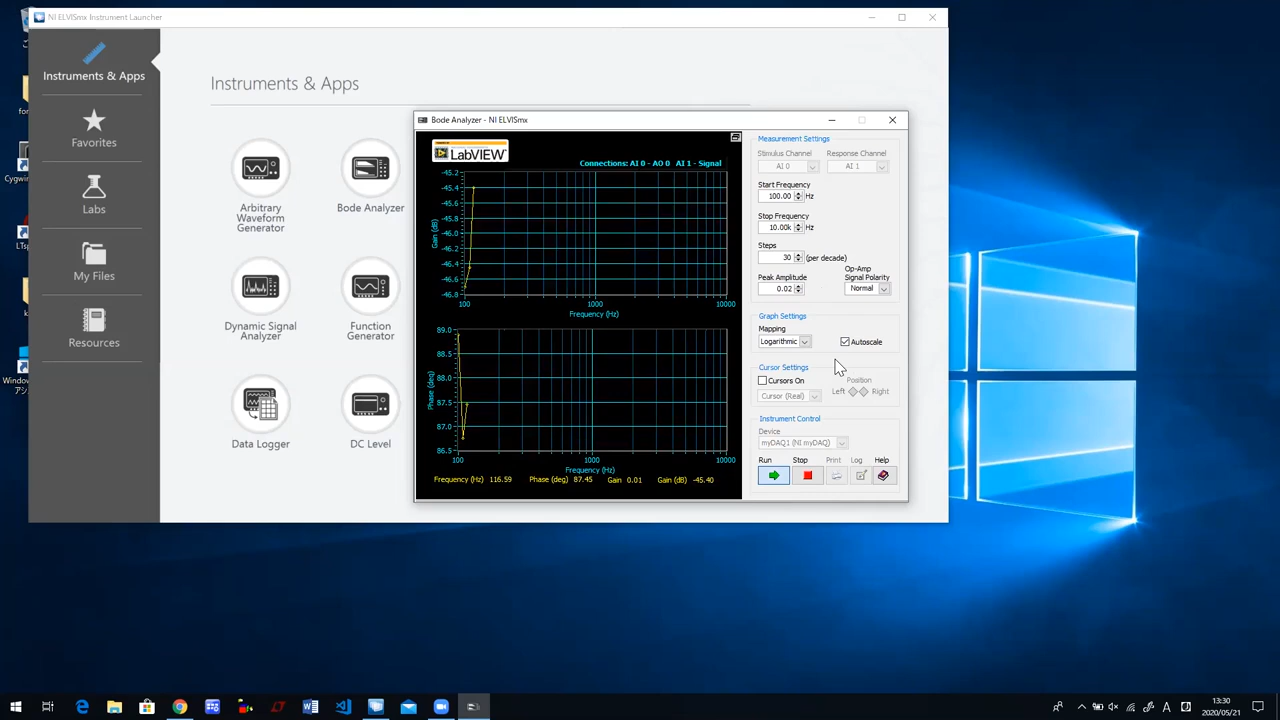 NI ELVISmx Instrument Launcher
Instruments & Apps
Favorites
Labs
My Files
Resources
Instruments & Apps
Arbitrary
Waveform
Generator
Bode Analyzer
Dynamic Signal
Analyzer
Function
Generator
Data Logger
DC Level
Bode Analyzer - NI ELVISmx
LabVIEW
Connections: AI 0 - AO 0 AI 1 - Signal
Gain (dB)
-45.2
-45.4
-45.6
-45.8
-46.0
-46.2
-46.4
-46.6
-46.8
100
1000
10000
Frequency (Hz)
Phase (deg)
89.0
88.5
88.0
87.5
87.0
86.5
100
1000
10000
Frequency (Hz)
Frequency (Hz) 116.59 Phase (deg) 87.45 Gain 0.01 Gain (dB) -45.40
Measurement Settings
Stimulus Channel Response Channel
AI 0 AI 1
Start Frequency
100.00 Hz
Stop Frequency
10.00k Hz
Steps
30 (per decade)
Peak Amplitude
0.02
Op-Amp
Signal Polarity
Normal
Graph Settings
Mapping
Logarithmic
Autoscale
Cursor Settings
Cursors On
Cursor (Real)
Position
Left Right
Instrument Control
Device
myDAQ1 (NI myDAQ)
Run Stop Print Log Help
Cygwin
LTsp
Windows
A
13:30
2020/05/21